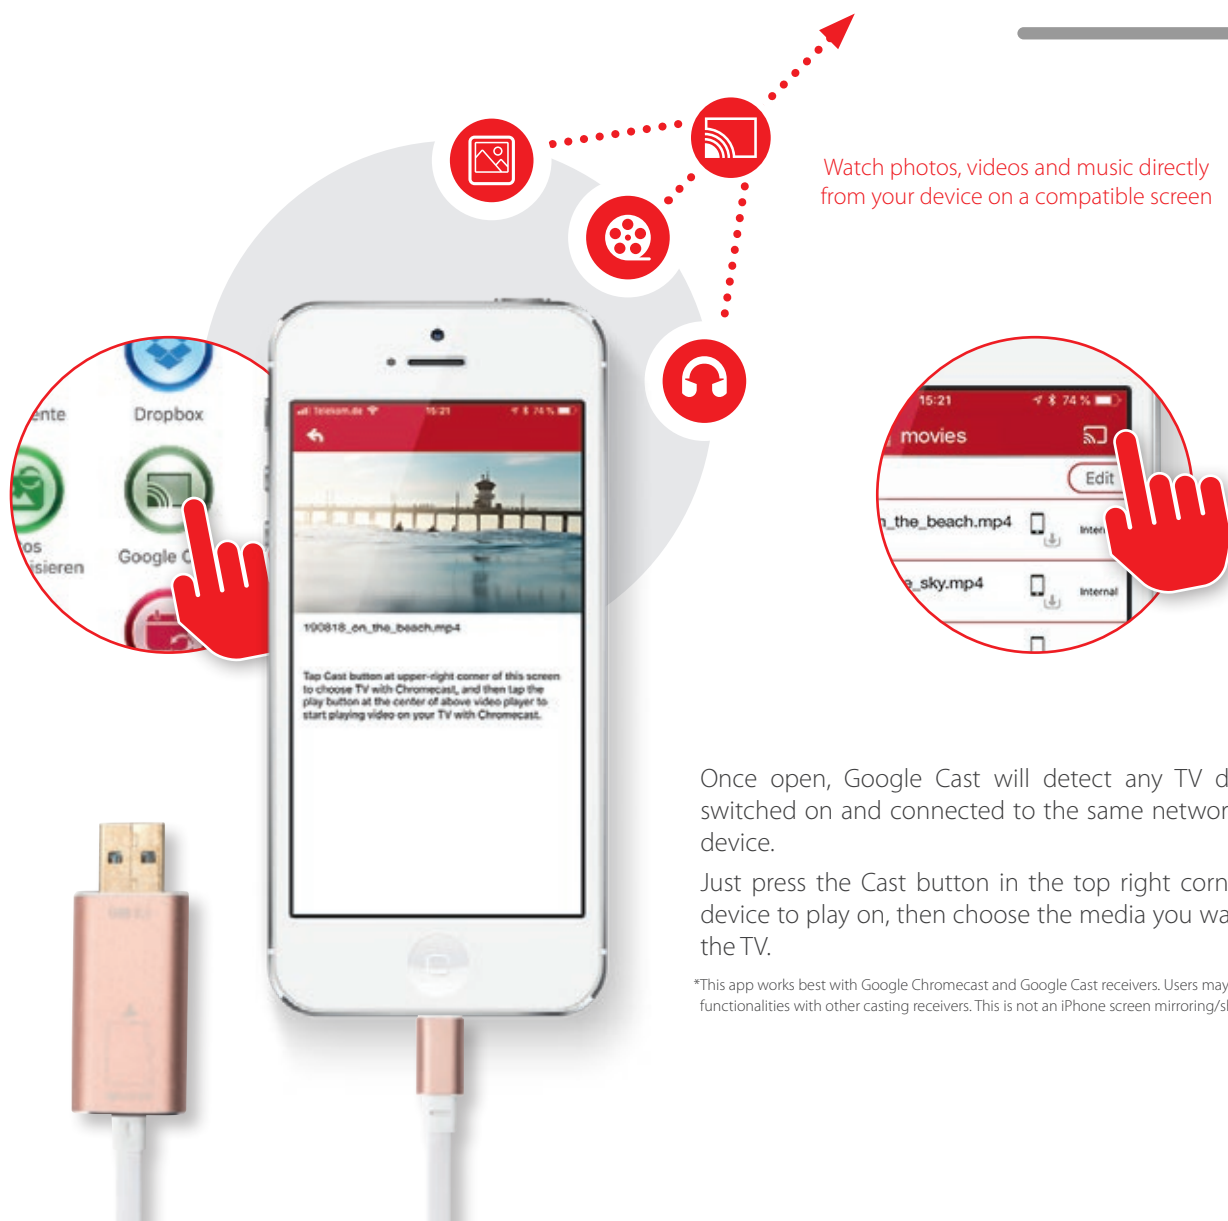 Watch photos, videos and music directly
from your device on a compatible screen
ente
Dropbox
os
isieren
Google C
Telekom.de
15:21
74 %
190818_on_the_beach.mp4
Tap Cast button at upper-right corner of this screen
to choose TV with Chromecast, and then tap the
play button at the center of above video player to
start playing video on your TV with Chromecast.
15:21
74 %
movies
Edit
_the_beach.mp4
Intern
_sky.mp4
Internal
Once open, Google Cast will detect any TV d
switched on and connected to the same networ
device.
Just press the Cast button in the top right corn
device to play on, then choose the media you wa
the TV.
*This app works best with Google Chromecast and Google Cast receivers. Users may
functionalities with other casting receivers. This is not an iPhone screen mirroring/s